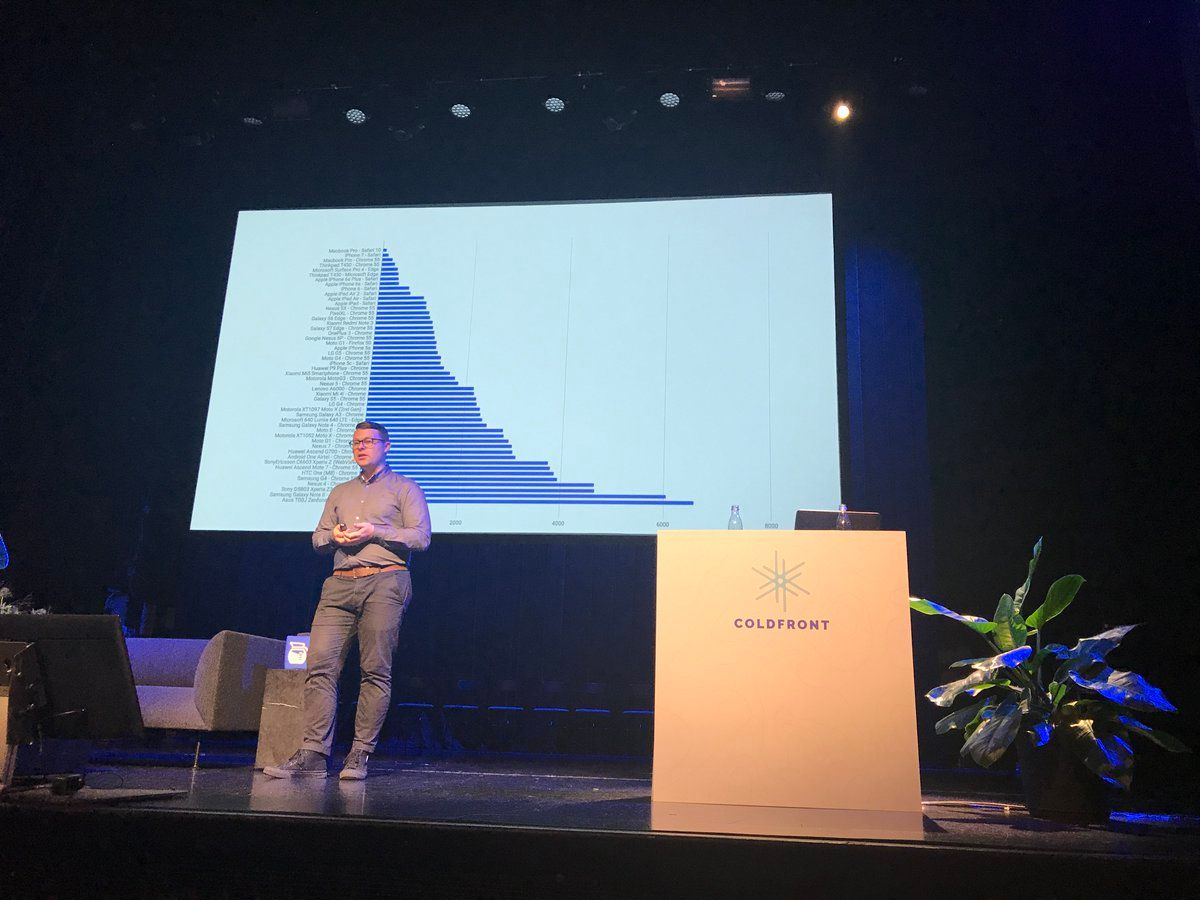 Macbook Pro - Safari 10
iPhone 7 - Safari
Macbook Pro - Chrome 55
Thinkpad T430 - Chrome 55
Microsoft Surface Pro 4 - Edge
Thinkpad T430 - Microsoft Edge
Apple iPhone 6s Plus - Safari
Apple iPhone 6s - Safari
iPhone 6 - Safari
Apple iPad Air 2 - Safari
Apple iPad Air - Safari
Apple iPad - Safari
Nexus 5X - Chrome 55
PixelXL - Chrome 55
Galaxy S6 Edge - Chrome 55
Xiaomi Redmi Note 3
Galaxy S7 Edge - Chrome 55
OnePlus 3 - Chrome
Google Nexus 6P - Chrome 55
Moto G1 - Firefox 50
Apple iPhone 5s
LG G5 - Chrome 55
Moto G4 - Chrome 55
iPhone 5c - Safari
Huawei P9 Plus - Chrome
Xiaomi Mi5 Smartphone - Chrome 55
Motorola MotoG3 - Chrome
Nexus 5 - Chrome 55
Lenovo A6000 - Chrome
Xiaomi Mi 4i - Chrome
Galaxy S5 - Chrome 55
LG G4 - Chrome
Motorola XT1097 Moto X (2nd Gen) -
Samsung Galaxy A3 - Chrome
Microsoft 640 Lumia 640 LTE - Edge
Samsung Galaxy Note 4 - Chrome
Moto E - Chrome
Motorola XT1052 Moto X - Chrome
Moto G1 - Chrome
Nexus 7 - Chrome
Huawei Ascend G700 - Chrome
Android One Airtel - Chrome
SonyEricsson C6603 Xperia Z
Huawei Ascend Mate 7 - Chrome 55
HTC One (M8) - Chrome
Samsung G4 - Chrome
Nexus 4 - Chrome
Sony D5803 Xperia
Samsung Galaxy Note
Asus Zenfone
2000 4000 6000 8000
COLDFRONT